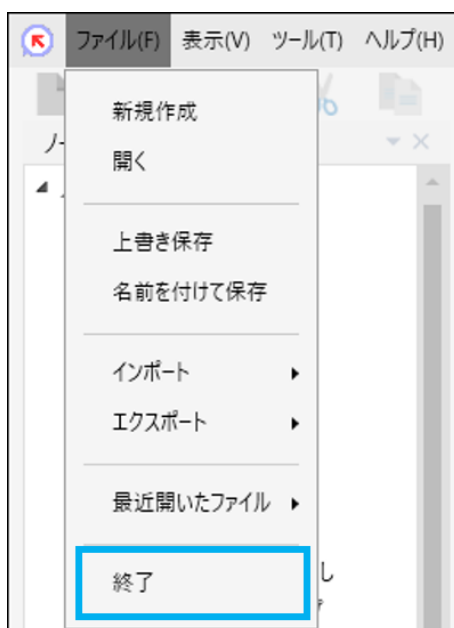 ファイル(F) 表示(V) ツール(T) ヘルプ(H)
新規作成
開く
上書き保存
名前を付けて保存
インポート
エクスポート
最近開いたファイル
終了
し